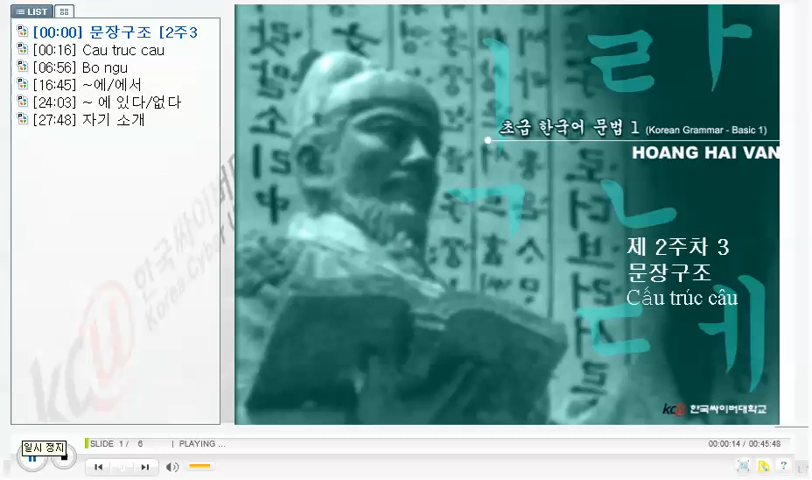 LIST
[00:00] 문장구조 [2주3
[00:16] Cau truc cau
[06:56] Bo ngu
[16:45] ~에/에서
[24:03] ~ 에 있다/없다
[27:48] 자기 소개
초급 한국어 문법 1 (Korean Grammar - Basic 1)
HOANG HAI VAN
제 2주차 3
문장구조
Cấu trúc câu
kcu 한국싸이버대학교
일시 정지
SLIDE 1 / 6 | PLAYING ...
00:00:14 / 00:45:48